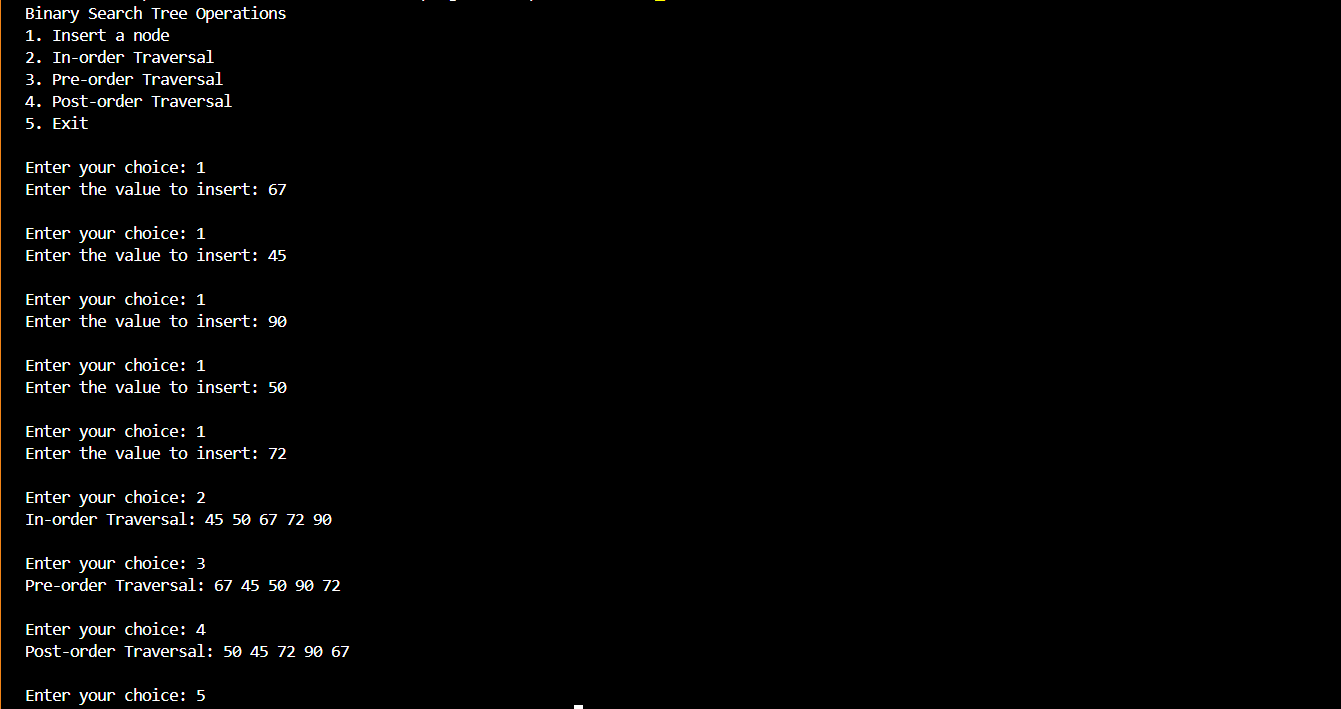 Binary Search Tree Operations
1. Insert a node
2. In-order Traversal
3. Pre-order Traversal
4. Post-order Traversal
5. Exit
Enter your choice: 1
Enter the value to insert: 67
Enter your choice: 1
Enter the value to insert: 45
Enter your choice: 1
Enter the value to insert: 90
Enter your choice: 1
Enter the value to insert: 50
Enter your choice: 1
Enter the value to insert: 72
Enter your choice: 2
In-order Traversal: 45 50 67 72 90
Enter your choice: 3
Pre-order Traversal: 67 45 50 90 72
Enter your choice: 4
Post-order Traversal: 50 45 72 90 67
Enter your choice: 5